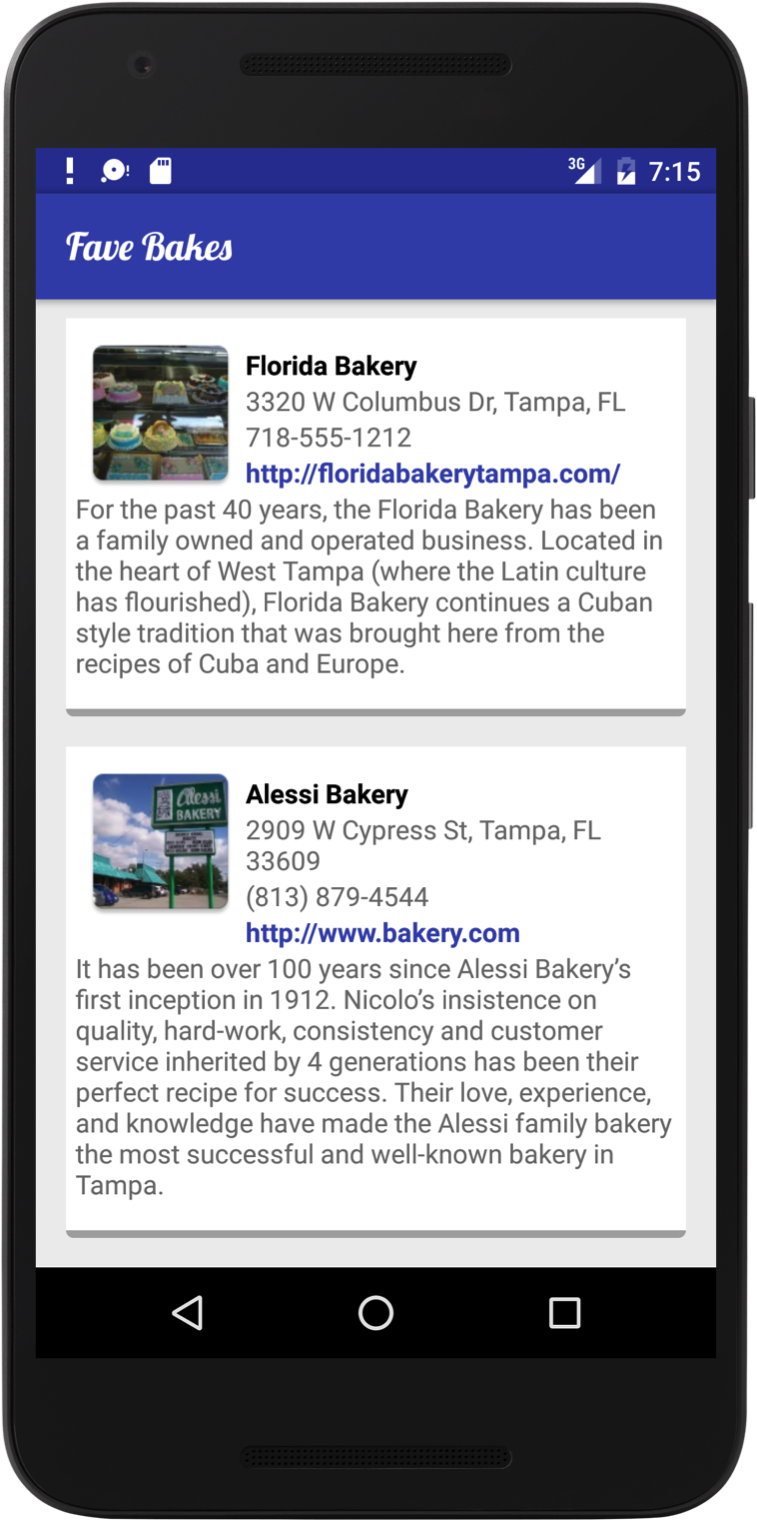 3G 7:15
Fave Bakes
Florida Bakery
3320 W Columbus Dr, Tampa, FL
718-555-1212
http://floridabakerytampa.com/
For the past 40 years, the Florida Bakery has been
a family owned and operated business. Located in
the heart of West Tampa (where the Latin culture
has flourished), Florida Bakery continues a Cuban
style tradition that was brought here from the
recipes of Cuba and Europe.
Alessi
BAKERY
Alessi Bakery
2909 W Cypress St, Tampa, FL
33609
(813) 879-4544
http://www.bakery.com
It has been over 100 years since Alessi Bakery’s
first inception in 1912. Nicolo’s insistence on
quality, hard-work, consistency and customer
service inherited by 4 generations has been their
perfect recipe for success. Their love, experience,
and knowledge have made the Alessi family bakery
the most successful and well-known bakery in
Tampa.